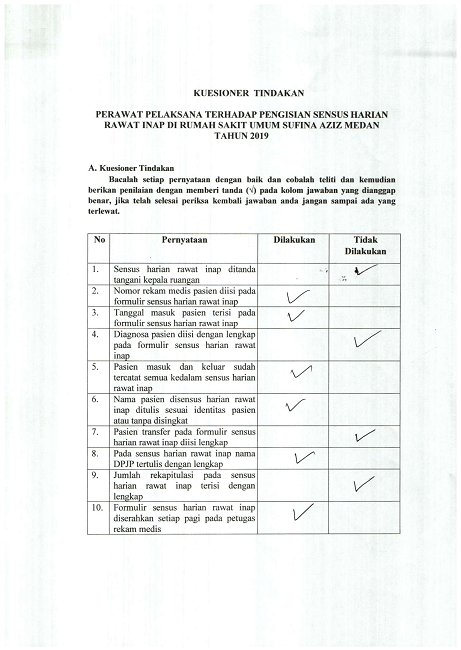 KUESIONER TINDAKAN
PERAWAT PELAKSANA TERHADAP PENGISIAN SENSUS HARIAN
RAWAT INAP DI RUMAH SAKIT UMUM SUFINA AZIZ MEDAN
TAHUN 2019
A. Kuesioner Tindakan
Bacalah setiap pernyataan dengan baik dan cobalah teliti dan kemudian
berikan penilaian dengan memberi tanda (√) pada kolom jawaban yang dianggap
benar, jika telah selesai periksa kembali jawaban anda jangan sampai ada yang
terlewat.
No Pernyataan Dilakukan Tidak
Dilakukan
1. Sensus harian rawat inap ditanda ✓
tangani kepala ruangan
2. Nomor rekam medis pasien diisi pada ✓
formulir sensus harian rawat inap
3. Tanggal masuk pasien terisi pada ✓
formulir sensus harian rawat inap
4. Diagnosa pasien diisi dengan lengkap ✓
pada formulir sensus harian rawat
inap
5. Pasien masuk dan keluar sudah ✓
tercatat semua kedalam sensus harian
rawat inap
6. Nama pasien disensus harian rawat ✓
inap ditulis sesuai identitas pasien
atau tanpa disingkat
7. Pasien transfer pada formulir sensus ✓
harian rawat inap diisi lengkap
8. Pada sensus harian rawat inap nama ✓
DPJP tertulis dengan lengkap
9. Jumlah rekapitulasi pada sensus ✓
harian rawat inap terisi dengan
lengkap
10. Formulir sensus harian rawat inap ✓
diserahkan setiap pagi pada petugas
rekam medis